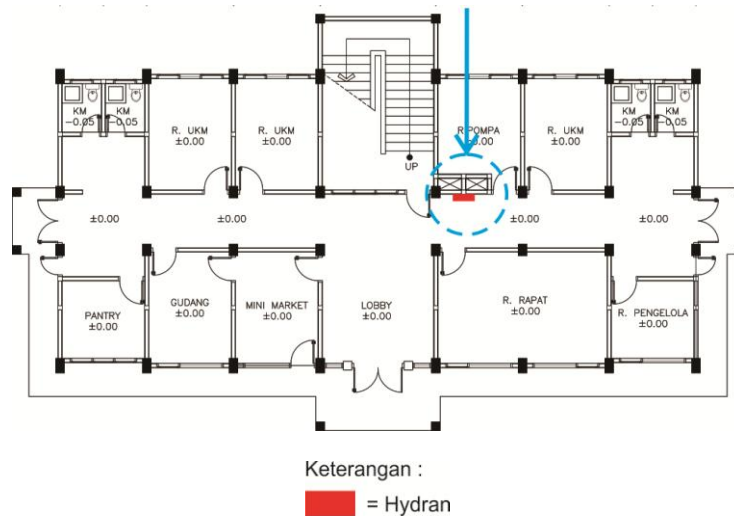 KM
-0.05
KM
-0.05
R. UKM
±0.00
R. UKM
±0.00
UP
R.POMPA
±0.00
R. UKM
±0.00
KM
-0.05
KM
-0.05
±0.00
±0.00
±0.00
±0.00
PANTRY
±0.00
GUDANG
±0.00
MINI MARKET
±0.00
LOBBY
±0.00
R. RAPAT
±0.00
R. PENGELOLA
±0.00
Keterangan :
= Hydran